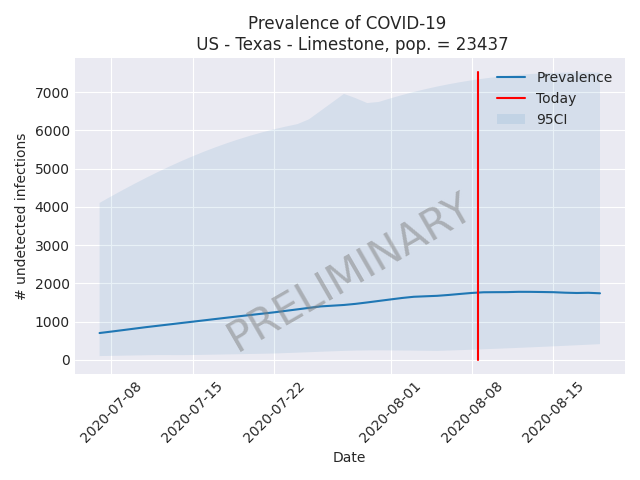 Prevalence of COVID-19
US - Texas - Limestone, pop. = 23437
Prevalence
Today
95CI
7000
6000
5000
4000
3000
2000
1000
0
# undetected infections
PRELIMINARY
2020-07-08
2020-07-15
2020-07-22
2020-08-01
2020-08-08
2020-08-15
Date